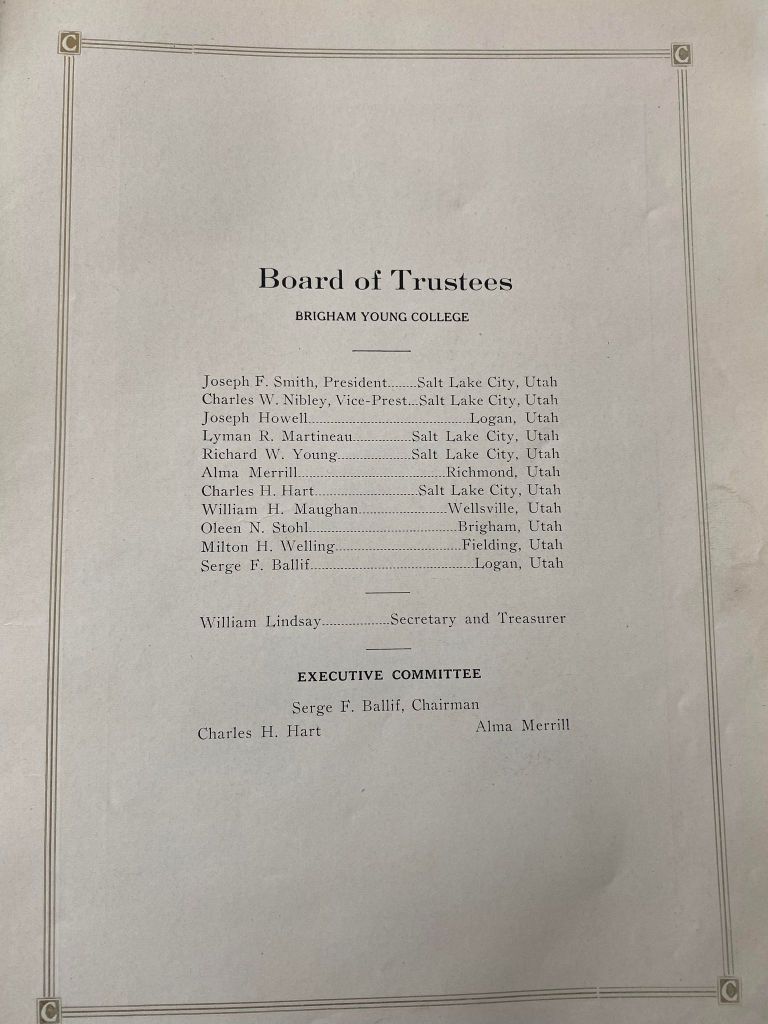 C C
Board of Trustees
BRIGHAM YOUNG COLLEGE
Joseph F. Smith, President........Salt Lake City, Utah
Charles W. Nibley, Vice-Prest...Salt Lake City, Utah
Joseph Howell............................................Logan, Utah
Lyman R. Martineau...............Salt Lake City, Utah
Richard W. Young...................Salt Lake City, Utah
Alma Merrill.......................................Richmond, Utah
Charles H. Hart...........................Salt Lake City, Utah
William H. Maughan.......................Wellsville, Utah
Oleen N. Stohl.......................................Brigham, Utah
Milton H. Welling.................................Fielding, Utah
Serge F. Ballif...........................................Logan, Utah
William Lindsay..................Secretary and Treasurer
EXECUTIVE COMMITTEE
Serge F. Ballif, Chairman
Charles H. Hart Alma Merrill
C C